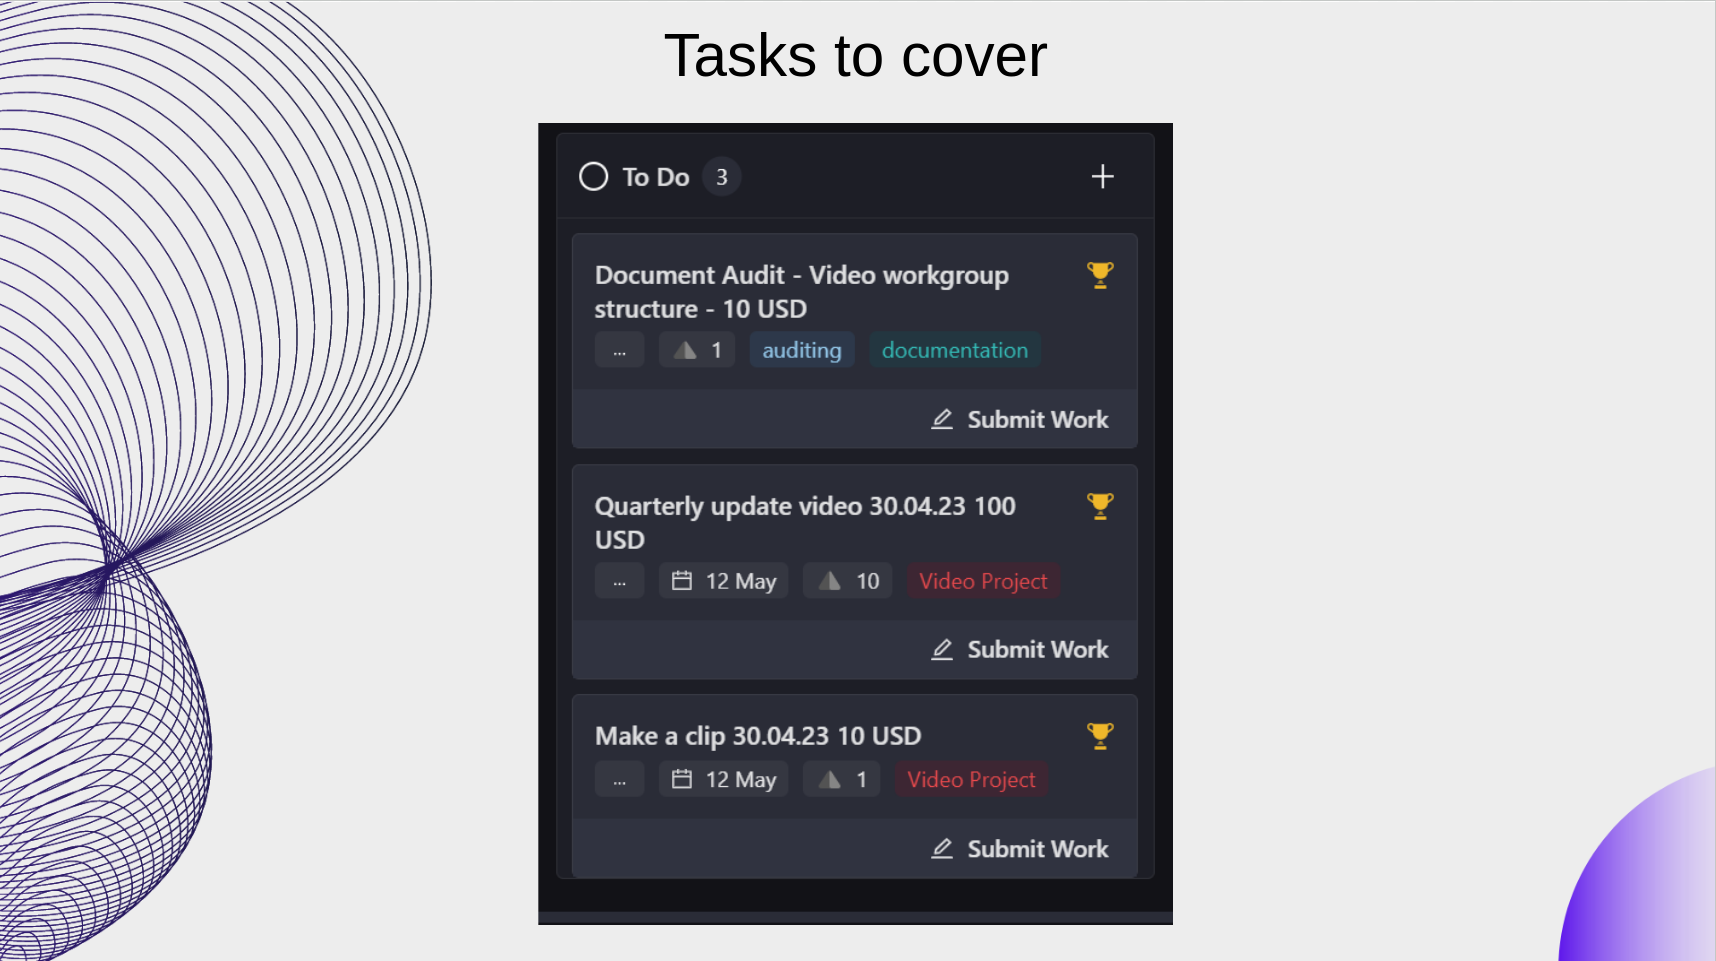 Tasks to cover
To Do 3
Document Audit - Video workgroup
structure - 10 USD
... 1 auditing documentation
Submit Work
Quarterly update video 30.04.23 100
USD
... 12 May 10 Video Project
Submit Work
Make a clip 30.04.23 10 USD
... 12 May 1 Video Project
Submit Work